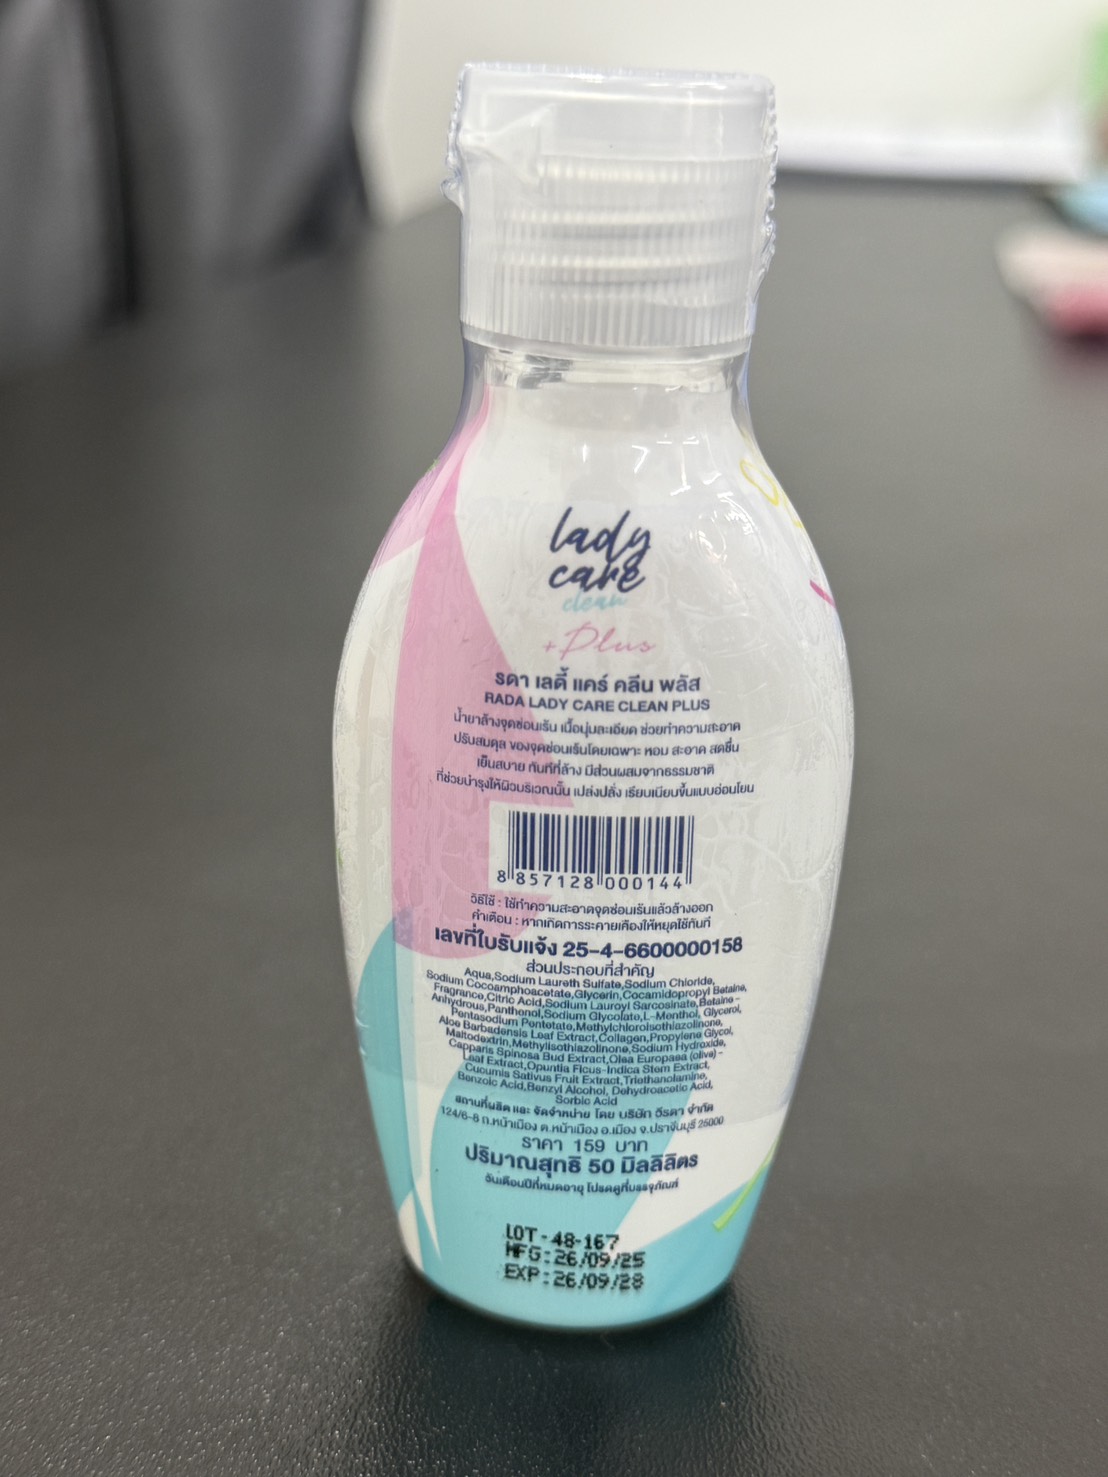 lady
care
clean
+Plus
รดา เลดี้ แคร์ คลีน พลัส
RADA LADY CARE CLEAN PLUS
น้ำยาล้างจุดซ่อนเร้น เนื้อนุ่มละเอียด ช่วยทำความสะอาด
ปรับสมดุล ของจุดซ่อนเร้นโดยเฉพาะ หอม สะอาด สดชื่น
เย็นสบาย ทันทีที่ล้าง มีส่วนผสมจากธรรมชาติ
ที่ช่วยบำรุงให้ผิวบริเวณนั้น เปล่งปลั่ง เรียบเนียบขึ้นแบบอ่อนโยน
8 857128 000144
วิธีใช้ : ใช้ทำความสะอาดจุดซ่อนเร้นแล้วล้างออก
คำเตือน : หากเกิดการระคายเคืองให้หยุดใช้ทันที
เลขที่ใบรับแจ้ง 25-4-6600000158
ส่วนประกอบที่สำคัญ
Aqua,Sodium Laureth Sulfate,Sodium Chloride,
Sodium Cocoamphoacetate,Glycerin,Cocamidopropyl Betaine,
Fragrance,Citric Acid,Sodium Lauroyl Sarcosinate,Betaine -
Anhydrous,Panthenol,Sodium Glycolate,L-Menthol, Glycerol,
Pentasodium Pentetate,Methylchloroisothiazolinone,
Aloe Barbadensis Leaf Extract,Collagen,Propylene Glycol,
Maltodextrin,Methylisothiazolinone,Sodium Hydroxide,
Capparis Spinosa Bud Extract,Olea Europaea (olive) -
Leaf Extract,Opuntia Ficus-Indica Stem Extract,
Cucumis Sativus Fruit Extract,Triethanolamine,
Benzoic Acid,Benzyl Alcohol, Dehydroacetic Acid,
Sorbic Acid
สถานที่ผลิต และ จัดจำหน่าย โดย บริษัท วีรดา จำกัด
124/6-8 ถ.หน้าเมือง ต.หน้าเมือง อ.เมือง จ.ปราจีนบุรี 25000
ราคา 159 บาท
ปริมาณสุทธิ 50 มิลลิลิตร
วันเดือนปีที่หมดอายุ โปรดดูที่บรรจุภัณฑ์
LOT-48-167
MFG:26/09/25
EXP:26/09/28